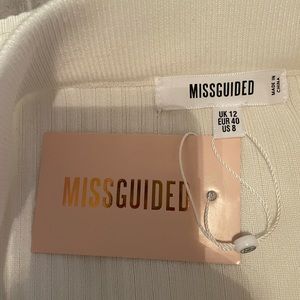 MISSGUIDED
MADE IN
CHINA
UK 12
EUR 40
US 8
MISSGUIDED